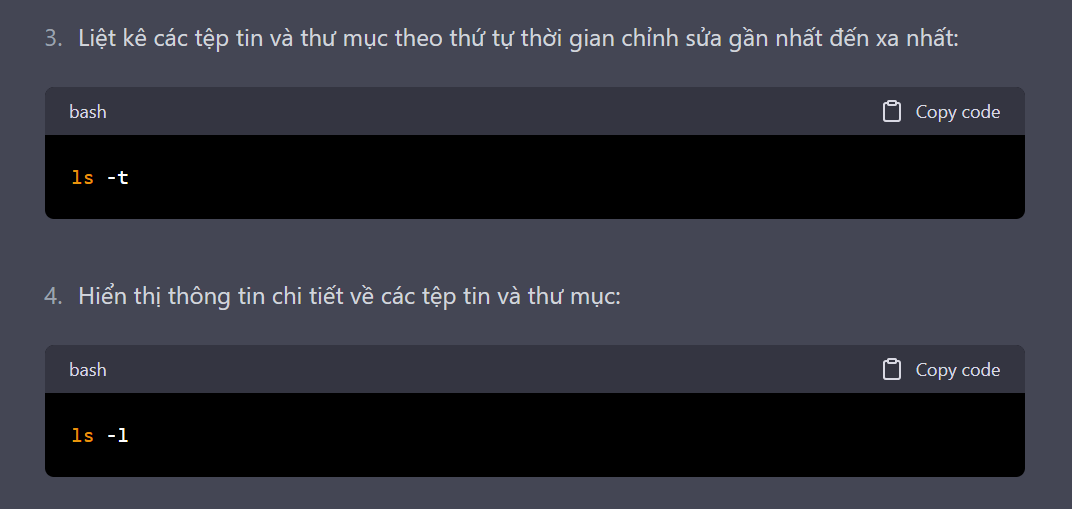 3. Liệt kê các tệp tin và thư mục theo thứ tự thời gian chỉnh sửa gần nhất đến xa nhất:
bash Copy code
ls -t
4. Hiển thị thông tin chi tiết về các tệp tin và thư mục:
bash Copy code
ls -l